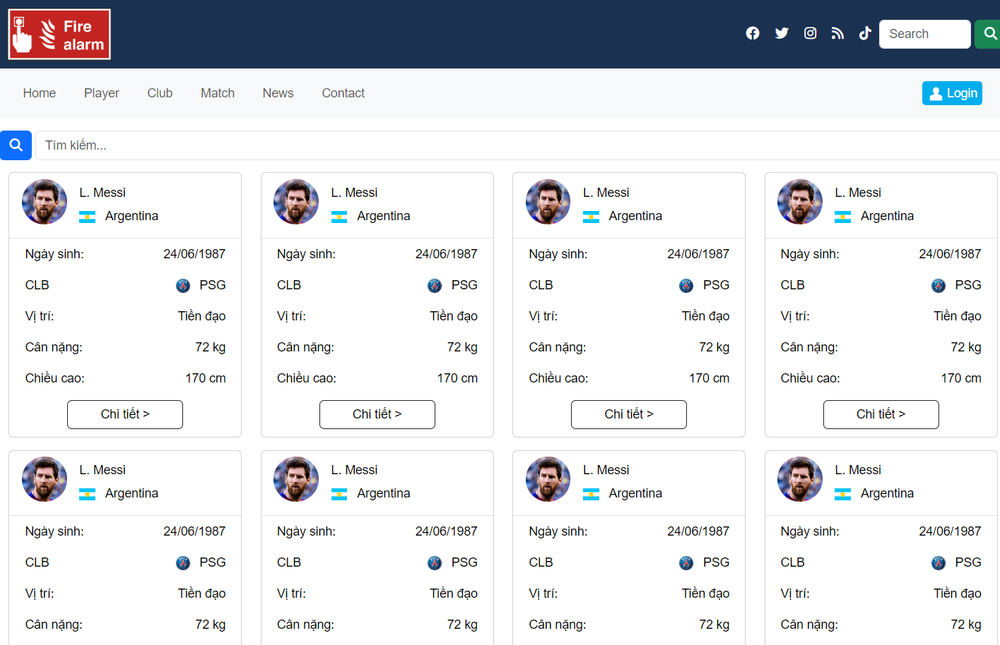 Fire
alarm
Search
Home Player Club Match News Contact Login
Tìm kiếm...
L. Messi L. Messi L. Messi L. Messi
Argentina Argentina Argentina Argentina
Ngày sinh: 24/06/1987 Ngày sinh: 24/06/1987 Ngày sinh: 24/06/1987 Ngày sinh: 24/06/1987
CLB PSG CLB PSG CLB PSG CLB PSG
Vị trí: Tiền đạo Vị trí: Tiền đạo Vị trí: Tiền đạo Vị trí: Tiền đạo
Cân nặng: 72 kg Cân nặng: 72 kg Cân nặng: 72 kg Cân nặng: 72 kg
Chiều cao: 170 cm Chiều cao: 170 cm Chiều cao: 170 cm Chiều cao: 170 cm
Chi tiết > Chi tiết > Chi tiết > Chi tiết >
L. Messi L. Messi L. Messi L. Messi
Argentina Argentina Argentina Argentina
Ngày sinh: 24/06/1987 Ngày sinh: 24/06/1987 Ngày sinh: 24/06/1987 Ngày sinh: 24/06/1987
CLB PSG CLB PSG CLB PSG CLB PSG
Vị trí: Tiền đạo Vị trí: Tiền đạo Vị trí: Tiền đạo Vị trí: Tiền đạo
Cân nặng: 72 kg Cân nặng: 72 kg Cân nặng: 72 kg Cân nặng: 72 kg